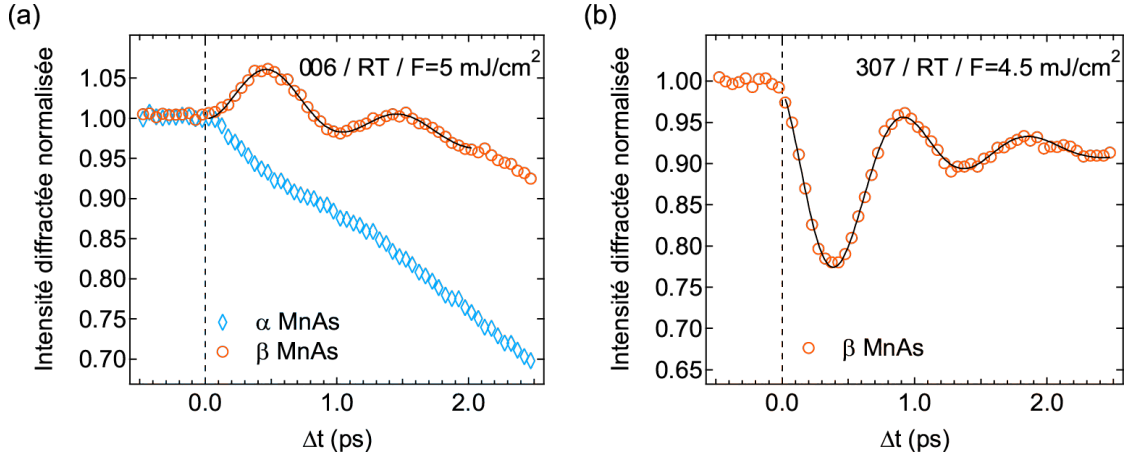 (a)
Intensité diffractée normalisée
1.05
1.00
0.95
0.90
0.85
0.80
0.75
0.70
006 / RT / F=5 mJ/cm²
α MnAs
β MnAs
0.0 1.0 2.0
Δt (ps)
(b)
Intensité diffractée normalisée
1.00
0.95
0.90
0.85
0.80
0.75
0.70
0.65
307 / RT / F=4.5 mJ/cm²
β MnAs
0.0 1.0 2.0
Δt (ps)